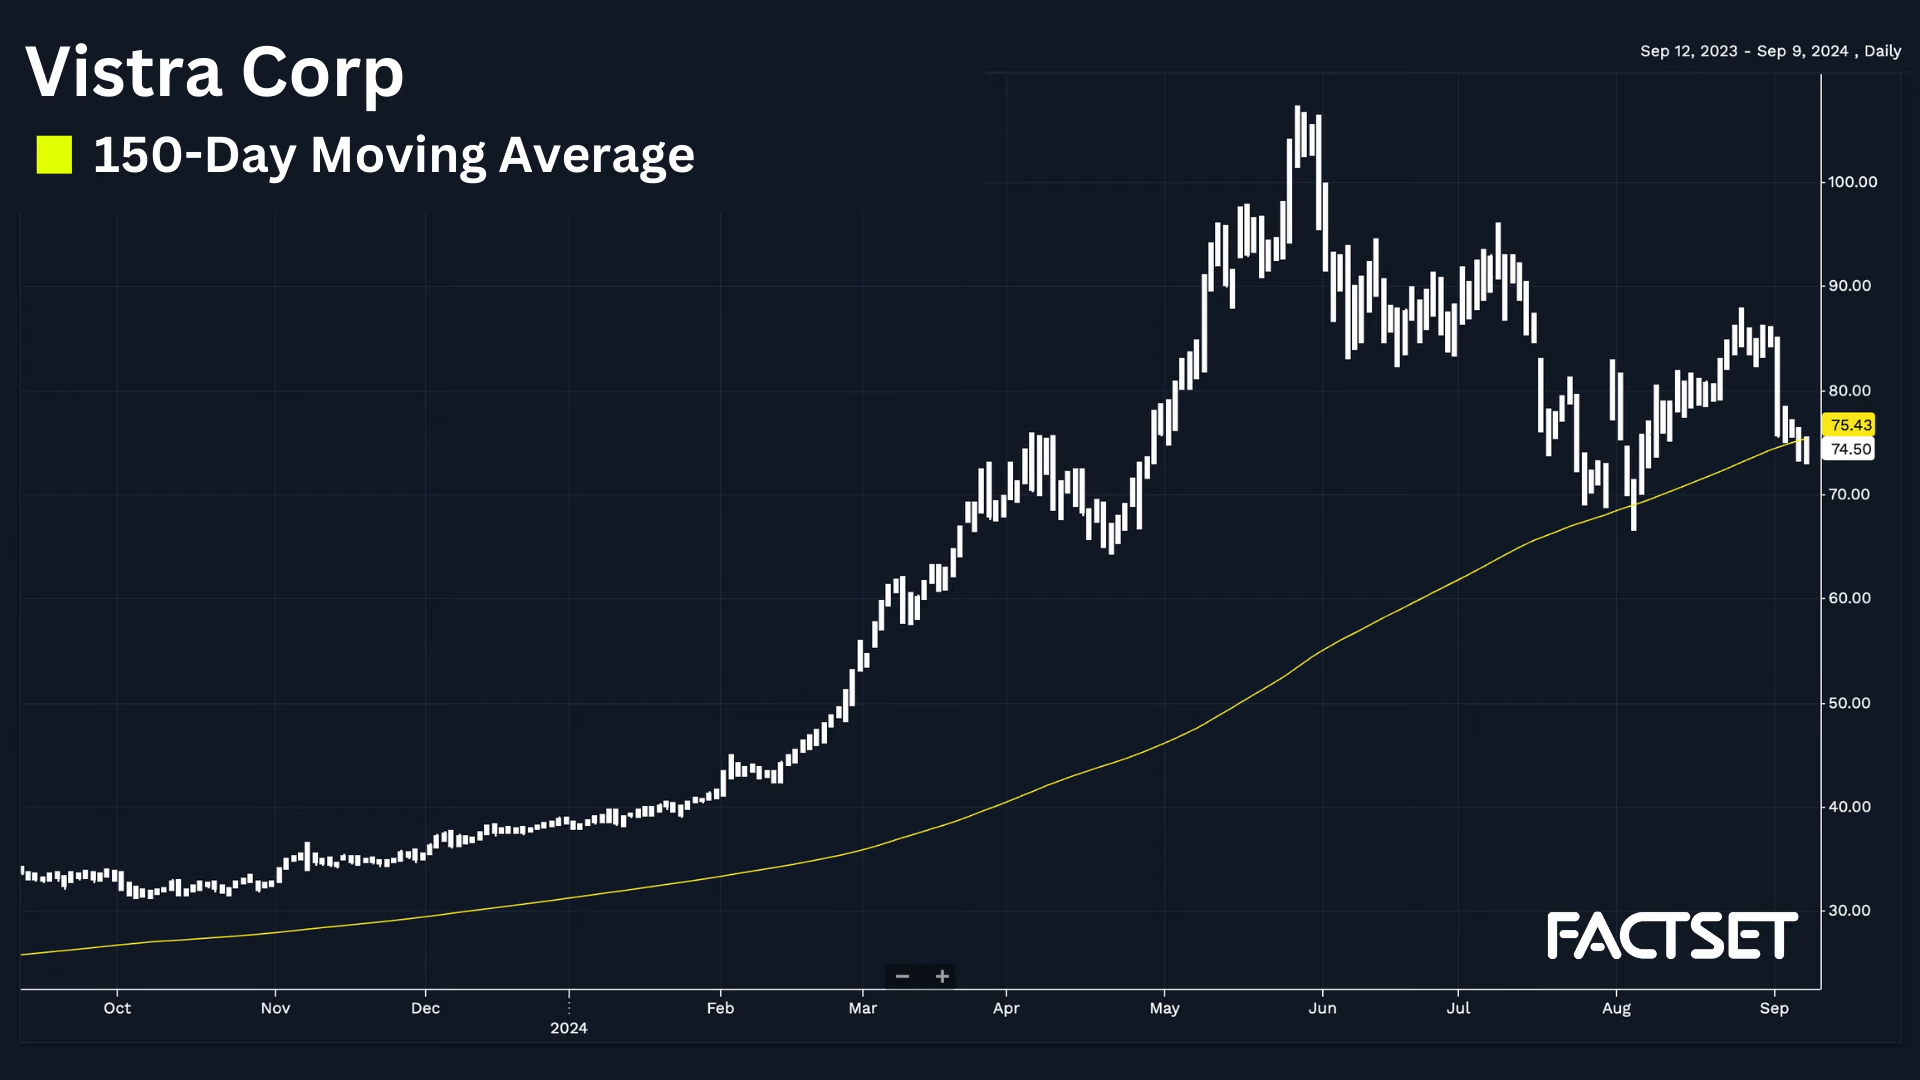 Vistra Corp
150-Day Moving Average
Sep 12, 2023 - Sep 9, 2024 , Daily
100.00
90.00
80.00
75.43
74.50
70.00
60.00
50.00
40.00
30.00
FACTSET
− +
Oct Nov Dec 2024 Feb Mar Apr May Jun Jul Aug Sep